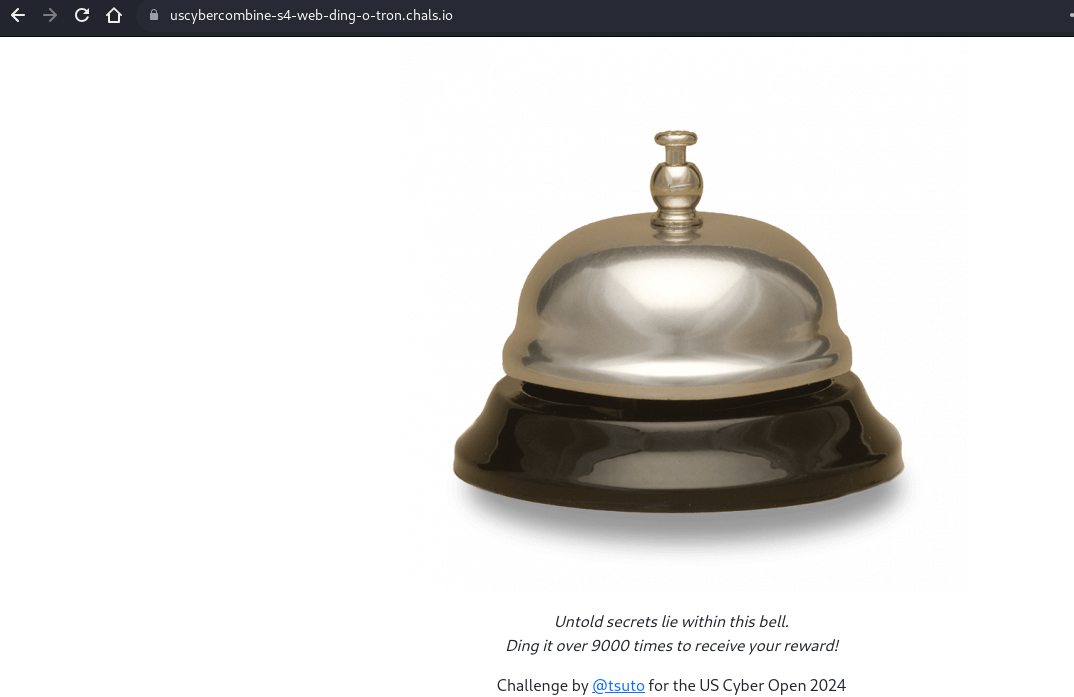 uscybercombine-s4-web-ding-o-tron.chals.io
Untold secrets lie within this bell.
Ding it over 9000 times to receive your reward!
Challenge by @tsuto for the US Cyber Open 2024